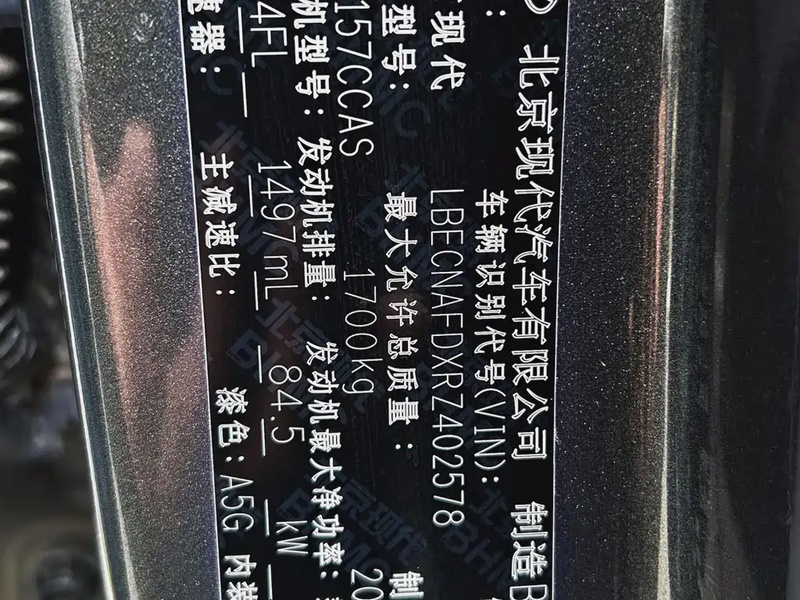 北京现代汽车有限公司 制造
现代 车辆识别代号(VIN): LBECNAFDXRZ402578
型号: 157CCAS 最大允许总质量: 1700kg
机型号: 4FL 发动机排量: 1497mL 发动机最大净功率: 84.5 kW 20
速器: 主减速比: 漆色: A5G 内装